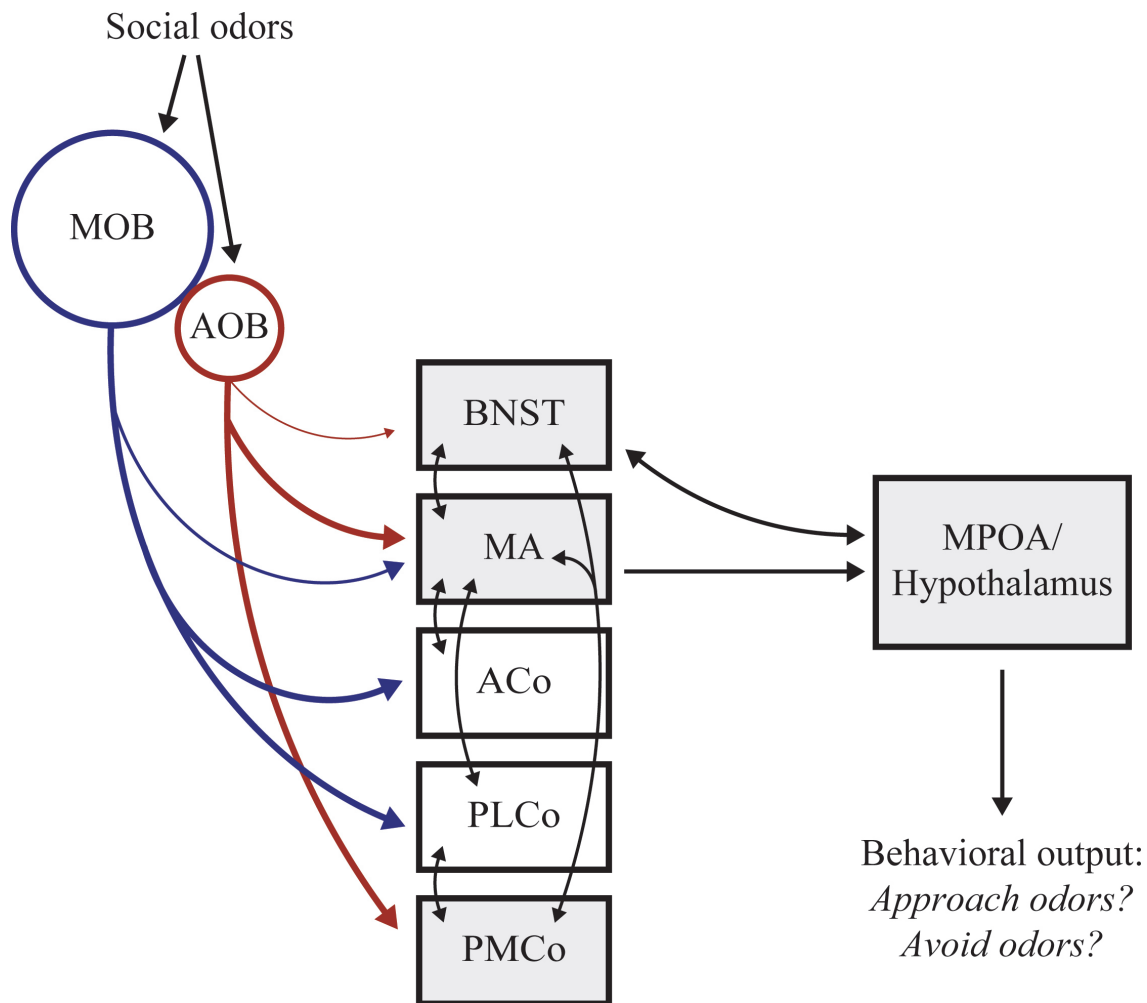 Social odors
MOB
AOB
BNST
MA
ACo
PLCo
PMCo
MPOA/
Hypothalamus
Behavioral output:
Approach odors?
Avoid odors?